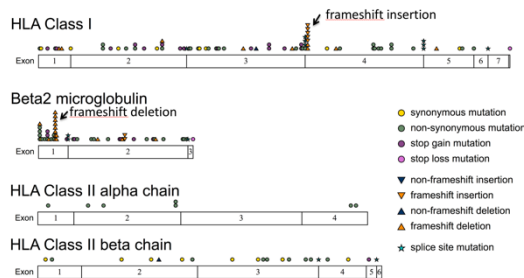 HLA Class I
frameshift insertion
Exon 1 2 3 4 5 6 7
Beta2 microglobulin
frameshift deletion
Exon 1 2 3
HLA Class II alpha chain
Exon 1 2 3 4
HLA Class II beta chain
Exon 1 2 3 4 5 6
synonymous mutation
non-synonymous mutation
stop gain mutation
stop loss mutation
non-frameshift insertion
frameshift insertion
non-frameshift deletion
frameshift deletion
splice site mutation